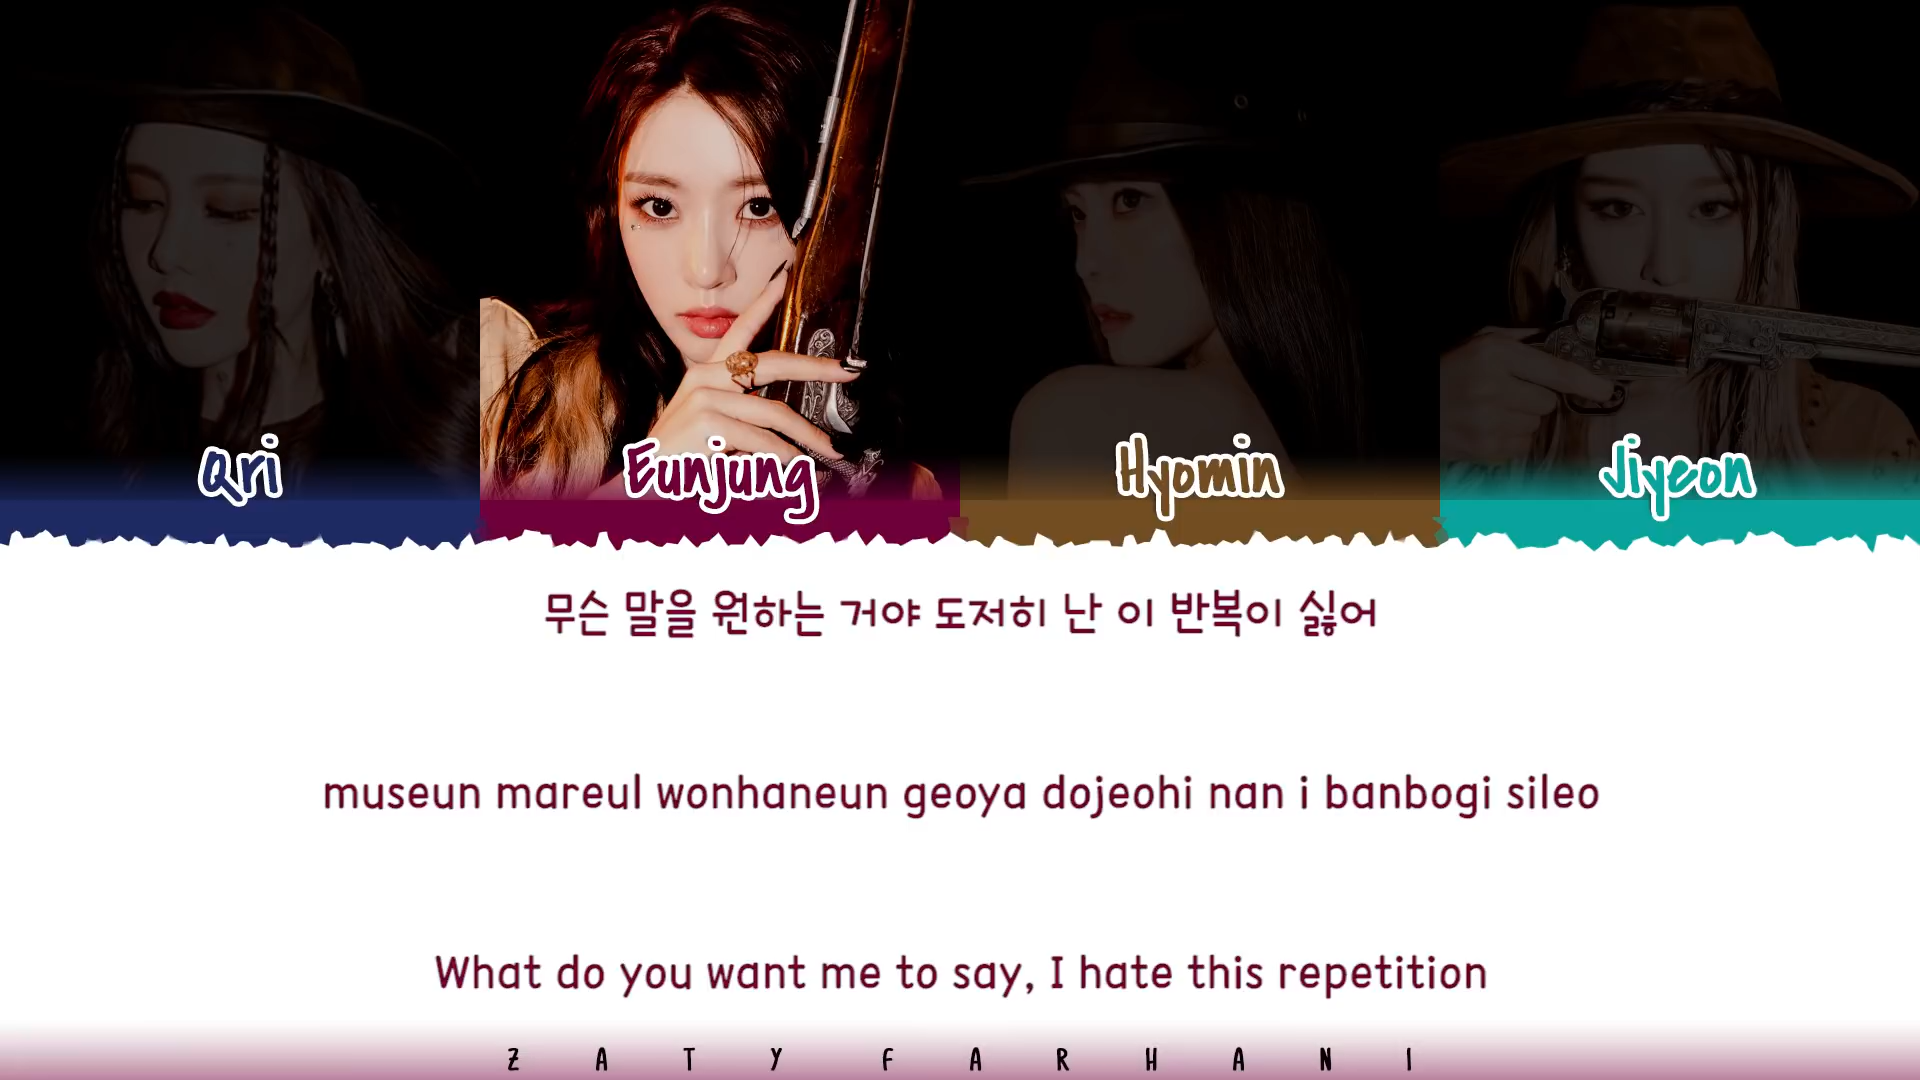 Qri Eunjung Hyomin Jiyeon
무슨 말을 원하는 거야 도저히 난 이 반복이 싫어
museun mareul wonhaneun geoya dojeohi nan i banbogi sileo
What do you want me to say, I hate this repetition
ZATY FARHANI